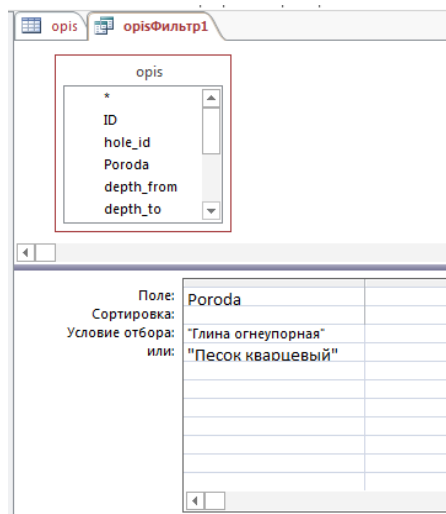 opis opisФильтр1
opis
*
ID
hole_id
Poroda
depth_from
depth_to
Поле: Poroda
Сортировка:
Условие отбора: "Глина огнеупорная"
или: "Песок кварцевый"